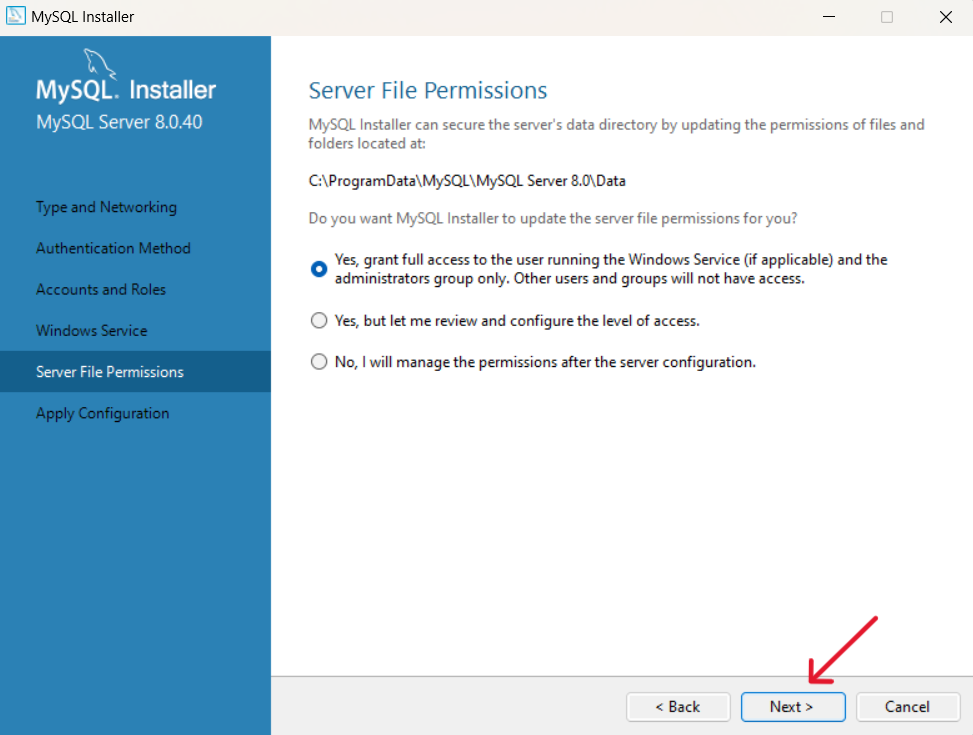 MySQL Installer
MySQL. Installer
MySQL Server 8.0.40
Type and Networking
Authentication Method
Accounts and Roles
Windows Service
Server File Permissions
Apply Configuration
Server File Permissions
MySQL Installer can secure the server's data directory by updating the permissions of files and
folders located at:
C:\ProgramData\MySQL\MySQL Server 8.0\Data
Do you want MySQL Installer to update the server file permissions for you?
Yes, grant full access to the user running the Windows Service (if applicable) and the
administrators group only. Other users and groups will not have access.
Yes, but let me review and configure the level of access.
No, I will manage the permissions after the server configuration.
< Back
Next >
Cancel